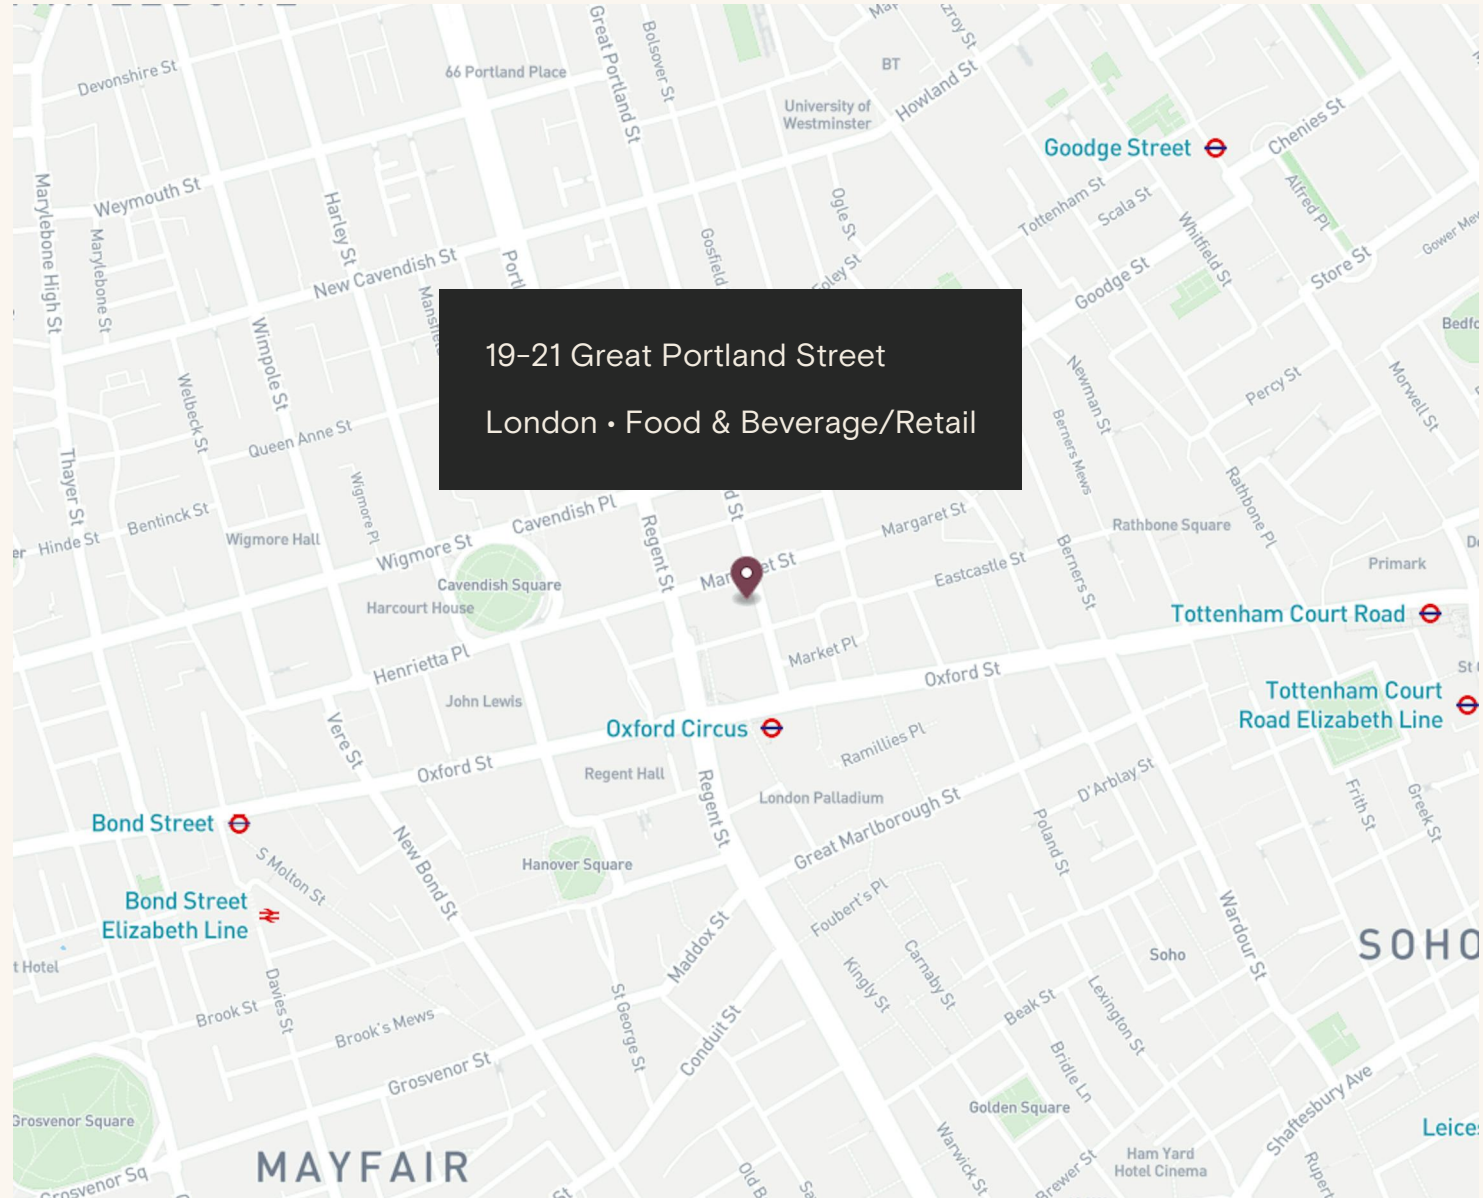 Devonshire St
66 Portland Place
Great Portland St
Bolsover St
BT
Howland St
University of
Westminster
Goodge Street
Chenies St
Marylebone High St
Weymouth St
Marylebone St
Harley St
New Cavendish St
Ogle St
Gosfield
Tottenham St
Scala St
Whitfield St
Alfred Pl
Store St
Goodge St
Wimpole St
19-21 Great Portland Street
London • Food & Beverage/Retail
Welbeck St
Queen Anne St
Newman St
Berners Mews
Percy St
Morwell St
Thayer St
Hinde St
Bentinck St
Wigmore Hall
Wigmore Pl
Wigmore St
Cavendish Pl
Regent St
Margaret St
Eastcastle St
Berners St
Rathbone Square
Rathbone Pl
Primark
Cavendish Square
Harcourt House
Tottenham Court Road
Henrietta Pl
Market Pl
Oxford St
John Lewis
Tottenham Court
Road Elizabeth Line
Oxford Circus
Vere St
Oxford St
Regent Hall
Regent St
Ramillies Pl
London Palladium
Great Marlborough St
D'Arblay St
Poland St
Frith St
Greek St
Bond Street
S Molton St
New Bond St
Hanover Square
Bond Street
Elizabeth Line
Foubert's Pl
Maddox St
Wardour St
SOHO
Soho
t Hotel
Davies St
Kingly St
Carnaby St
Brook St
Brook's Mews
St George St
Conduit St
Beak St
Lexington St
Grosvenor St
Bridle Ln
Golden Square
Shaftesbury Ave
Grosvenor Square
Grosvenor Sq
MAYFAIR
Warwick St
Brewer St
Ham Yard
Hotel Cinema